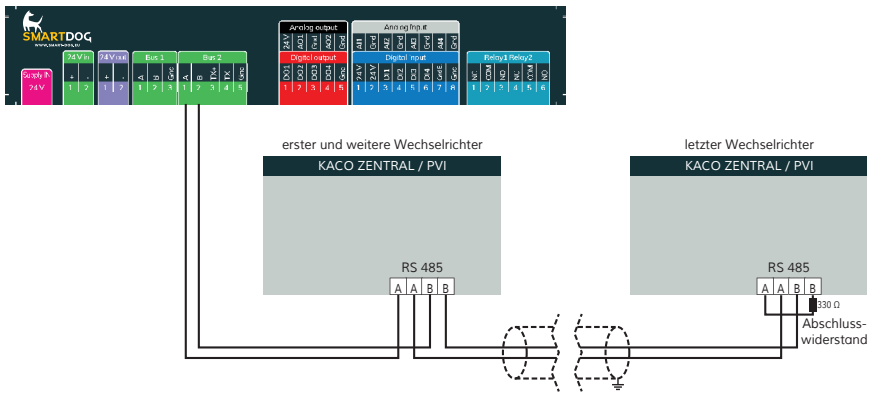 SMARTDOG
WWW.SMART-DOG.EU
Supply IN
24 V
24 V in
+ -
1 2
24 V out
+ -
1 2
Bus 1
A B Gnd
1 2 3
Bus 2
A B TX+ TX- Gnd
1 2 3 4 5
Analog output
24 V AO1 Gnd AO2 Gnd
Digital output
DO1 DO2 DO3 DO4 Gnd
1 2 3 4 5
Analog Input
AI1 Gnd AI2 Gnd AI3 Gnd AI4 Gnd
Digital Input
24 V 24 V DI1 DI2 DI3 DI4 Gnd
1 2 3 4 5 6 7 8
Relay1 Relay2
NC COM NO NC COM NO
1 2 3 4 5 6
erster und weitere Wechselrichter
KACO ZENTRAL / PVI
RS 485
A A B B
letzter Wechselrichter
KACO ZENTRAL / PVI
RS 485
A A B B
330 Ω
Abschluss-
widerstand